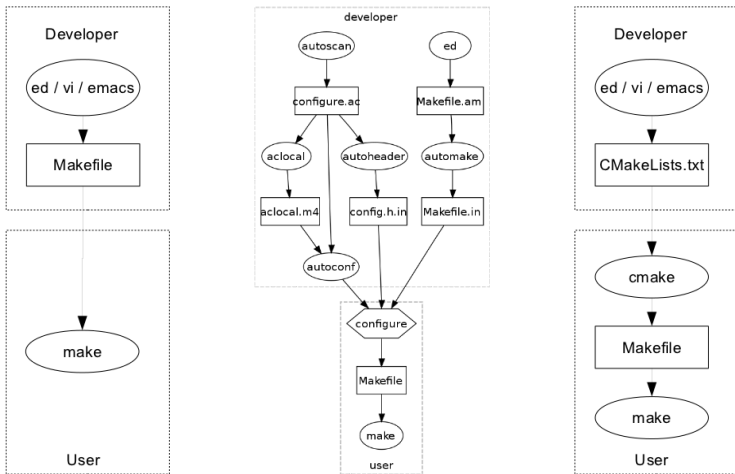 Developer
ed / vi / emacs
Makefile
make
User
developer
autoscan
ed
configure.ac
Makefile.am
aclocal
autoheader
automake
aclocal.m4
config.h.in
Makefile.in
autoconf
configure
Makefile
make
user
Developer
ed / vi / emacs
CMakeLists.txt
cmake
Makefile
make
User